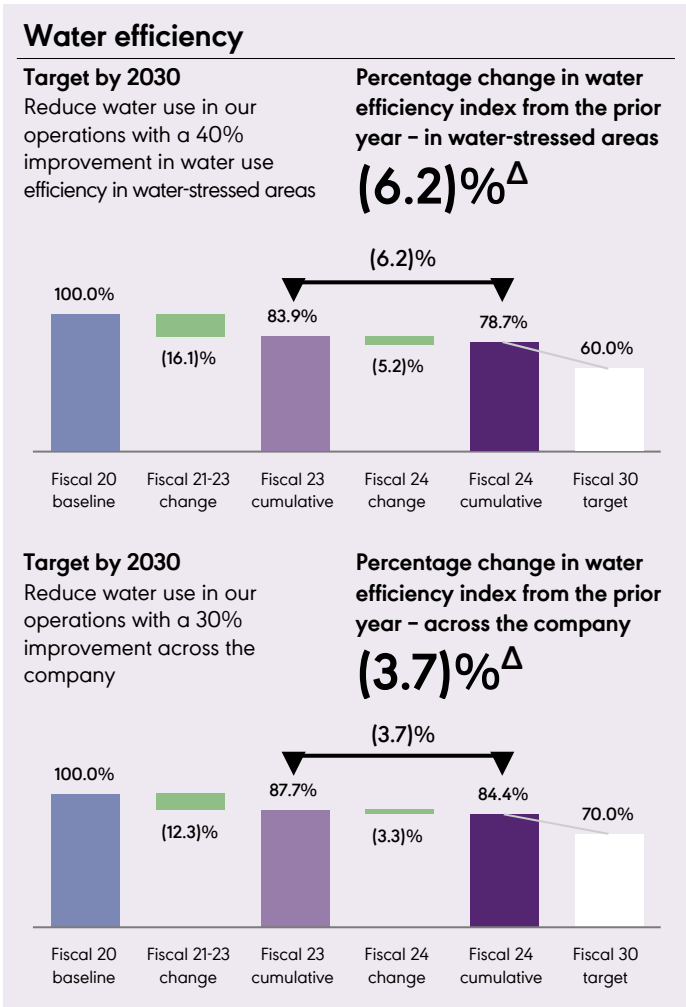 Water efficiency
Target by 2030
Reduce water use in our
operations with a 40%
improvement in water use
efficiency in water-stressed areas
Percentage change in water
efficiency index from the prior
year – in water-stressed areas
(6.2)%Δ
(6.2)%
100.0%
(16.1)%
83.9%
(5.2)%
78.7%
60.0%
Fiscal 20
baseline
Fiscal 21-23
change
Fiscal 23
cumulative
Fiscal 24
change
Fiscal 24
cumulative
Fiscal 30
target
Target by 2030
Reduce water use in our
operations with a 30%
improvement across the
company
Percentage change in water
efficiency index from the prior
year – across the company
(3.7)%Δ
(3.7)%
100.0%
(12.3)%
87.7%
(3.3)%
84.4%
70.0%
Fiscal 20
baseline
Fiscal 21-23
change
Fiscal 23
cumulative
Fiscal 24
change
Fiscal 24
cumulative
Fiscal 30
target